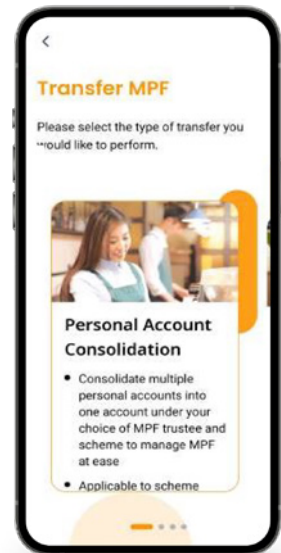 Transfer MPF
Please select the type of transfer you
would like to perform.
Personal Account
Consolidation
• Consolidate multiple
personal accounts into
one account under your
choice of MPF trustee and
scheme to manage MPF
at ease
• Applicable to scheme